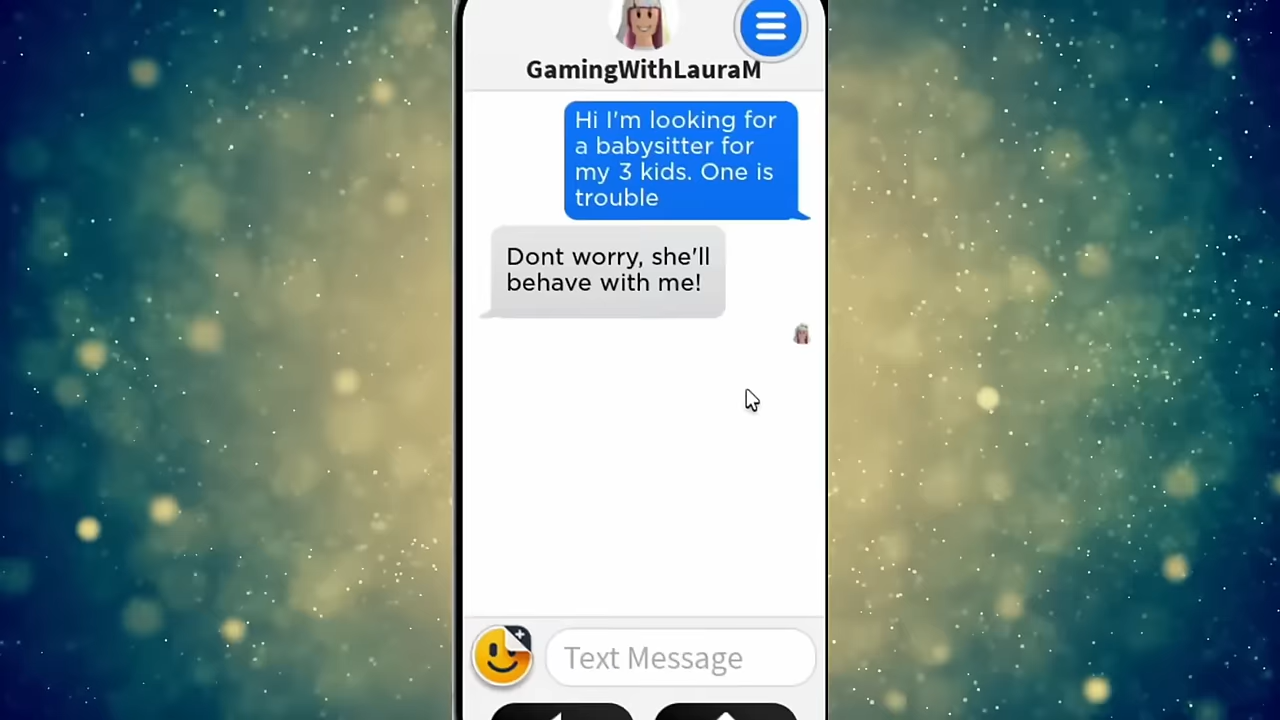 GamingWithLauraM
Hi I'm looking for
a babysitter for
my 3 kids. One is
trouble
Dont worry, she'll
behave with me!
Text Message